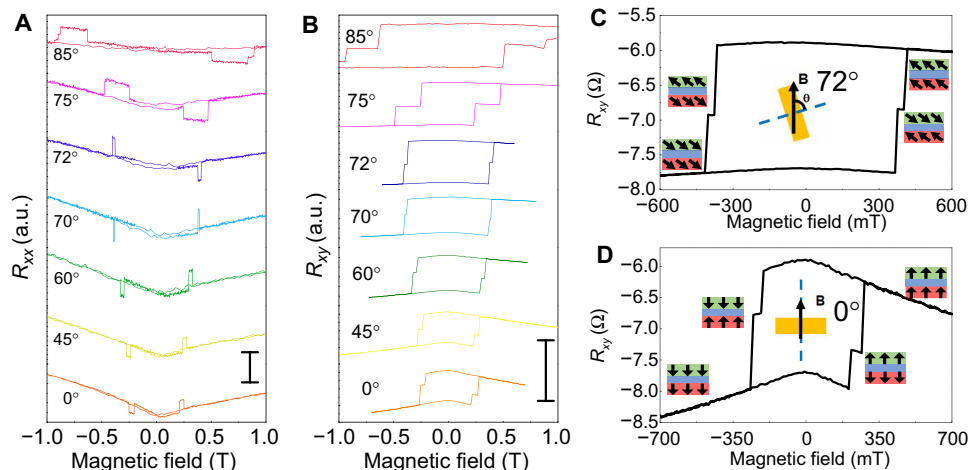 A
85°
75°
72°
70°
60°
45°
0°
Rxx (a.u.)
−1.0 −0.5 0.0 0.5 1.0
Magnetic field (T)
B
85°
75°
72°
70°
60°
45°
0°
Rxy (a.u.)
−1.0 −0.5 0.0 0.5 1.0
Magnetic field (T)
C
−5.5
−6.0
−6.5
−7.0
−7.5
−8.0
Rxy (Ω)
B 72°
θ
−600 −300 0 300 600
Magnetic field (mT)
D
−6.0
−6.5
−7.0
−7.5
−8.0
−8.5
Rxy (Ω)
B 0°
−700 −350 0 350 700
Magnetic field (mT)